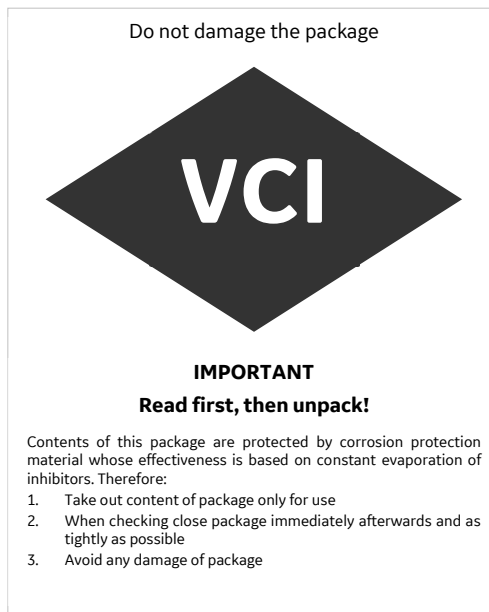 Do not damage the package
VCI
IMPORTANT
Read first, then unpack!
Contents of this package are protected by corrosion protection
material whose effectiveness is based on constant evaporation of
inhibitors. Therefore:
1. Take out content of package only for use
2. When checking close package immediately afterwards and as
tightly as possible
3. Avoid any damage of package